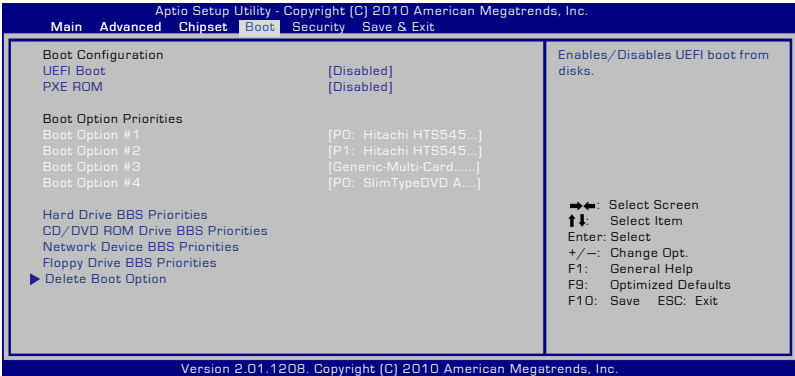 Aptio Setup Utility - Copyright (C) 2010 American Megatrends, Inc.
Main Advanced Chipset Boot Security Save & Exit
Boot Configuration
UEFI Boot [Disabled]
PXE ROM [Disabled]
Boot Option Priorities
Boot Option #1 [P0: Hitachi HTS545...]
Boot Option #2 [P1: Hitachi HTS545...]
Boot Option #3 [Generic-Multi-Card......]
Boot Option #4 [P0: SlimTypeDVD A....]
Hard Drive BBS Priorities
CD/DVD ROM Drive BBS Priorities
Network Device BBS Priorities
Floppy Drive BBS Priorities
Delete Boot Option
Enables/Disables UEFI boot from
disks.
→←: Select Screen
↑↓: Select Item
Enter: Select
+/—: Change Opt.
F1: General Help
F9: Optimized Defaults
F10: Save ESC: Exit
Version 2.01.1208. Copyright (C) 2010 American Megatrends, Inc.